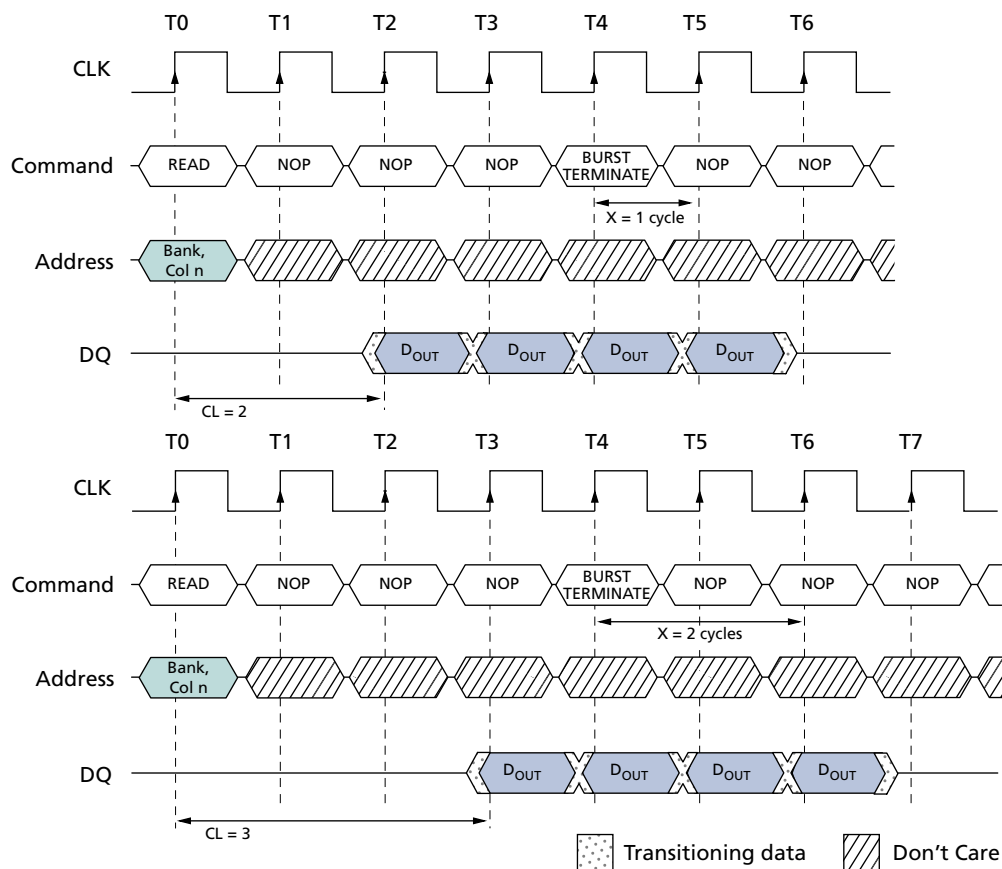 T0 T1 T2 T3 T4 T5 T6
CLK
Command READ NOP NOP NOP BURST TERMINATE NOP NOP
X = 1 cycle
Address Bank, Col n
DQ DOUT DOUT DOUT DOUT
CL = 2
T0 T1 T2 T3 T4 T5 T6 T7
CLK
Command READ NOP NOP NOP BURST TERMINATE NOP NOP NOP
X = 2 cycles
Address Bank, Col n
DQ DOUT DOUT DOUT DOUT
CL = 3
Transitioning data Don't Care